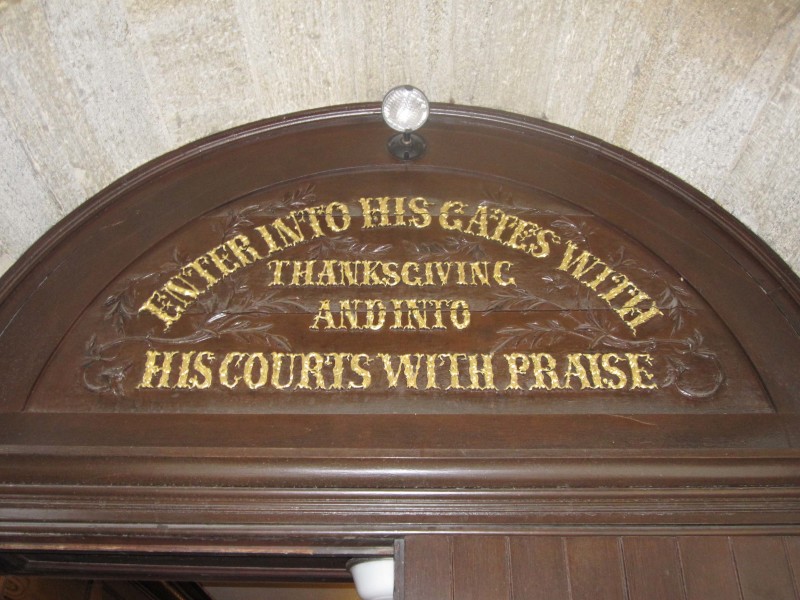 ENTER INTO HIS GATES WITH
THANKSGIVING
AND INTO
HIS COURTS WITH PRAISE